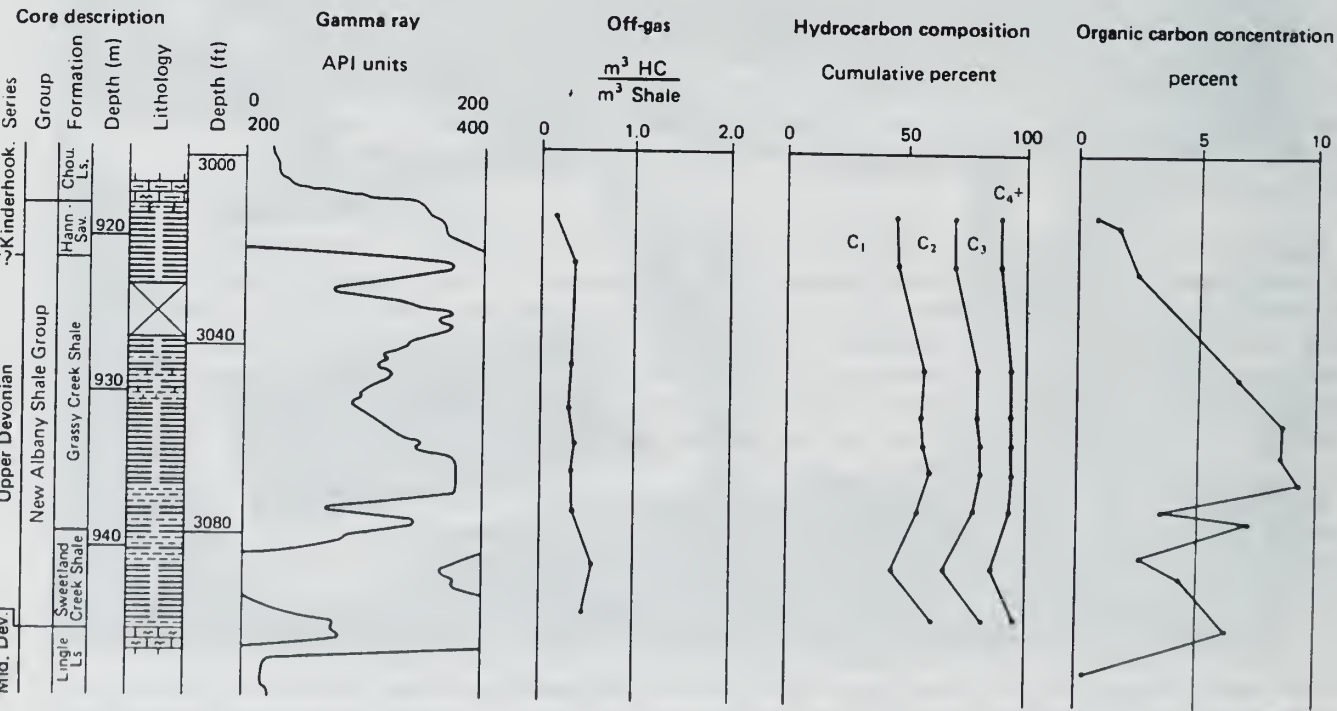 Core description
Series
Group
Formation
Depth (m)
Lithology
Depth (ft)
Gamma ray
API units
0 200
200 400
Off-gas
m³ HC
m³ Shale
0 1.0 2.0
Hydrocarbon composition
Cumulative percent
0 50 100
Organic carbon concentration
percent
0 5 10
?Kinderhook.
Upper Devonian
Mid. Dev.
New Albany Shale Group
Chou.
Ls.
Hann.-
Sav.
Grassy Creek Shale
Sweetland
Creek Shale
Lingle
Ls
920
930
940
3000
3040
3080
C₁ C₂ C₃
C₄+